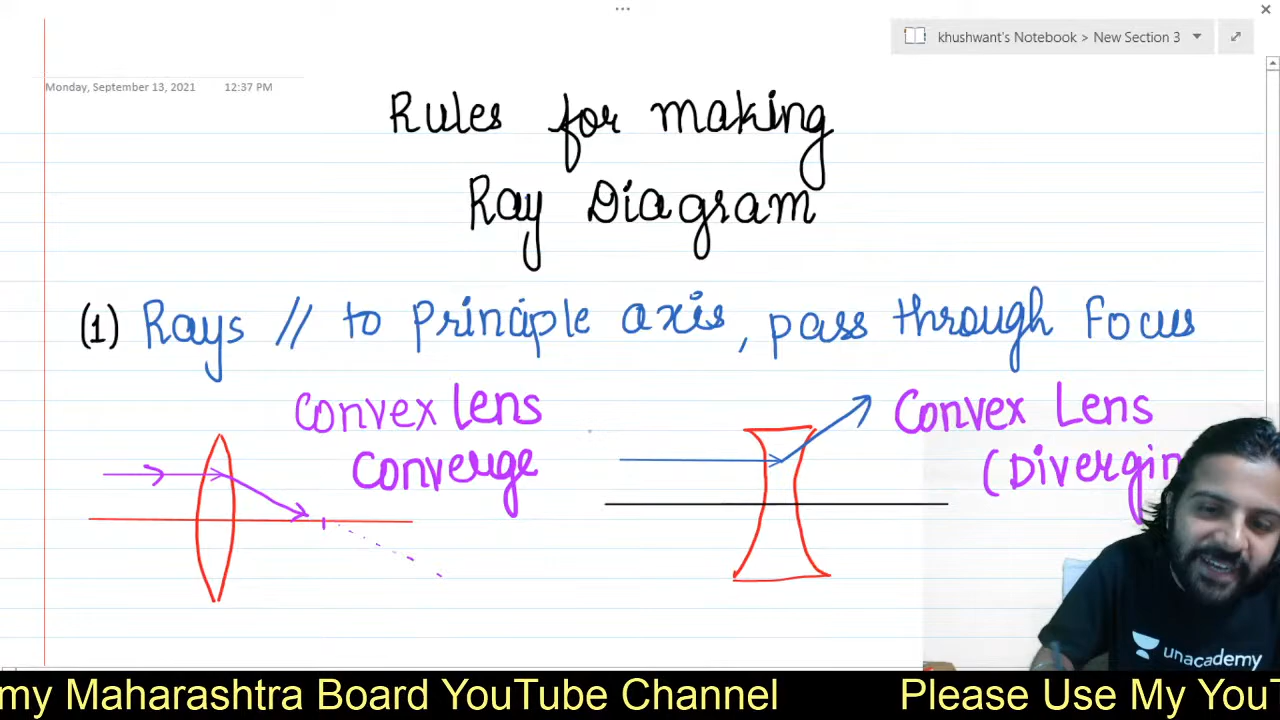 khushwant's Notebook > New Section 3
Monday, September 13, 2021 12:37 PM
Rules for making
Ray Diagram
(1) Rays // to Principle axis, pass through Focus
Convex Lens
Converge
Convex Lens
(Divergin
unacademy
my Maharashtra Board YouTube Channel Please Use My YouT